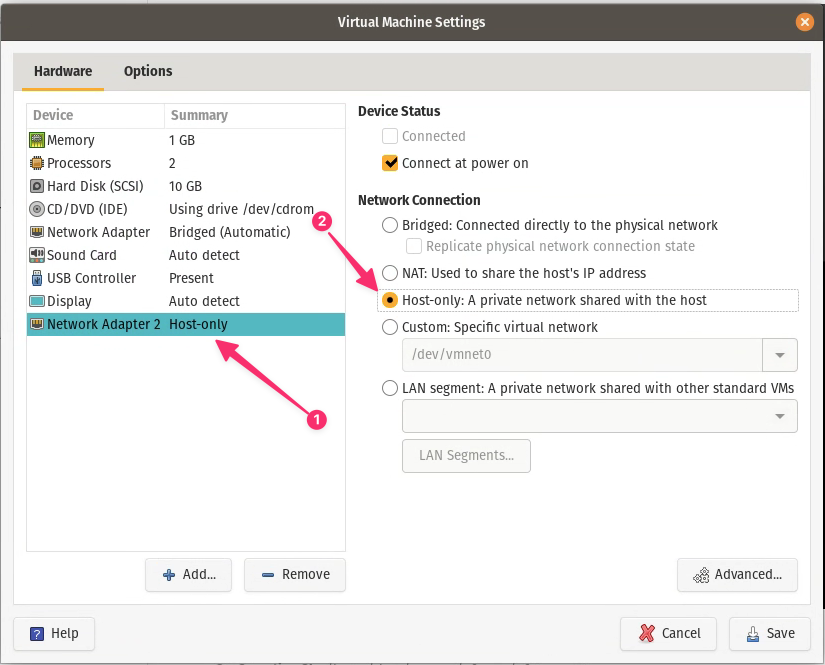 Virtual Machine Settings
Hardware Options
Device Summary
Memory 1 GB
Processors 2
Hard Disk (SCSI) 10 GB
CD/DVD (IDE) Using drive /dev/cdrom
Network Adapter Bridged (Automatic)
Sound Card Auto detect
USB Controller Present
Display Auto detect
Network Adapter 2 Host-only
2
1
Add...
Remove
Device Status
Connected
Connect at power on
Network Connection
Bridged: Connected directly to the physical network
Replicate physical network connection state
NAT: Used to share the host's IP address
Host-only: A private network shared with the host
Custom: Specific virtual network
/dev/vmnet0
LAN segment: A private network shared with other standard VMs
LAN Segments...
Advanced...
? Help
Cancel
Save